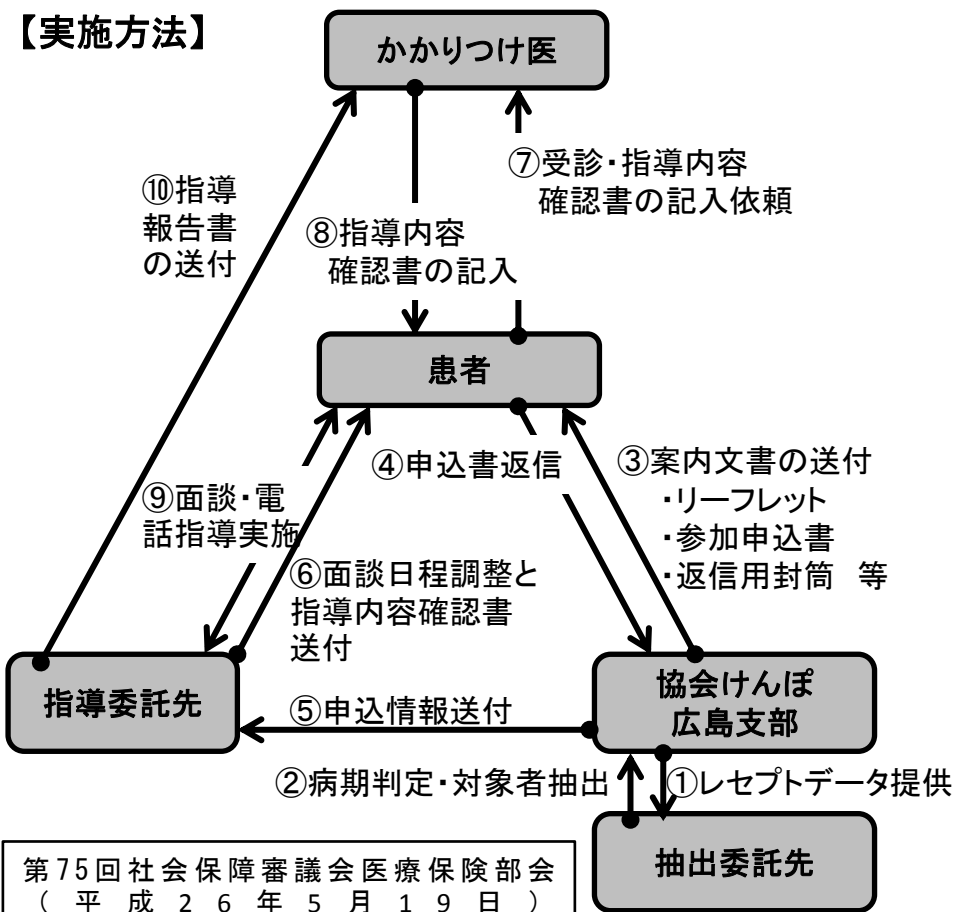 【実施方法】
かかりつけ医
⑦受診・指導内容
確認書の記入依頼
⑩指導
報告書
の送付
⑧指導内容
確認書の記入
患者
④申込書返信
③案内文書の送付
・リーフレット
・参加申込書
・返信用封筒 等
⑨面談・電
話指導実施
⑥面談日程調整と
指導内容確認書
送付
指導委託先
協会けんぽ
広島支部
⑤申込情報送付
②病期判定・対象者抽出
①レセプトデータ提供
抽出委託先
第75回社会保障審議会医療保険部会
(平成26年5月19日)